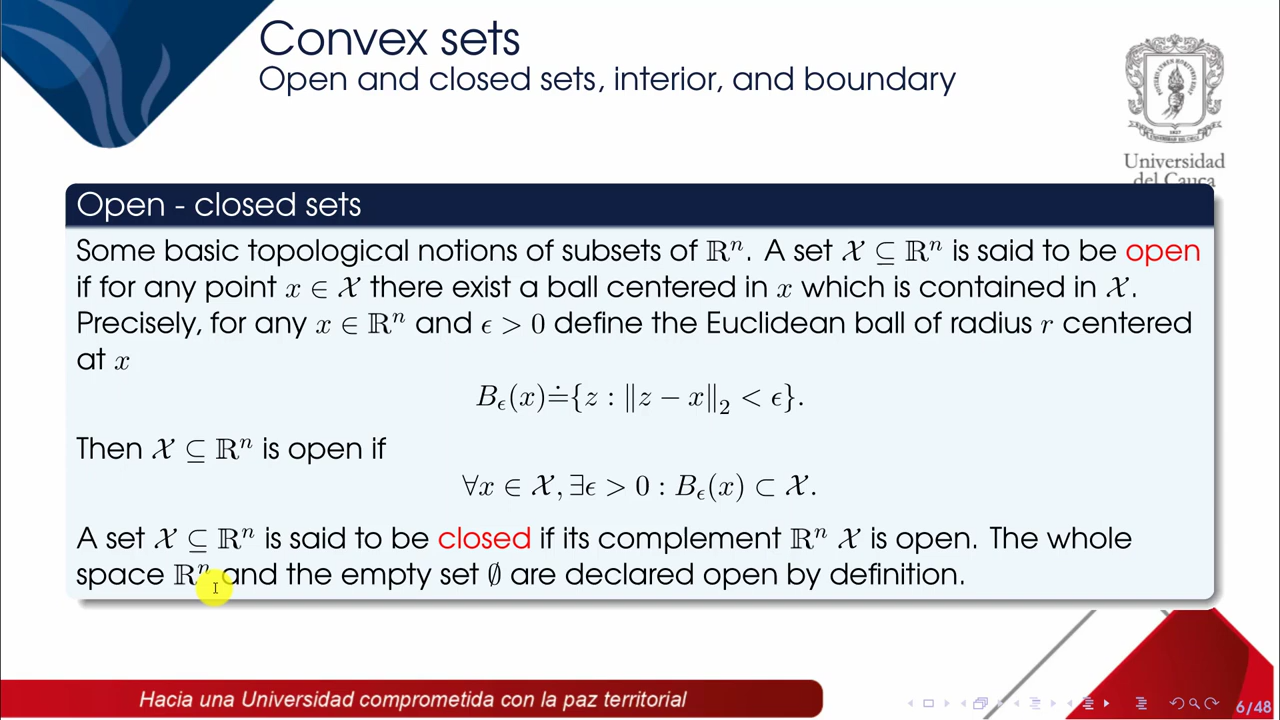 Convex sets
Open and closed sets, interior, and boundary
Universidad
del Cauca
Open - closed sets
Some basic topological notions of subsets of ℝⁿ. A set 𝒳 ⊆ ℝⁿ is said to be open
if for any point x ∈ 𝒳 there exist a ball centered in x which is contained in 𝒳.
Precisely, for any x ∈ ℝⁿ and ϵ > 0 define the Euclidean ball of radius r centered
at x
B_ϵ(x)≐{z : ‖z − x‖₂ < ϵ}.
Then 𝒳 ⊆ ℝⁿ is open if
∀x ∈ 𝒳, ∃ϵ > 0 : B_ϵ(x) ⊂ 𝒳.
A set 𝒳 ⊆ ℝⁿ is said to be closed if its complement ℝⁿ 𝒳 is open. The whole
space ℝⁿ and the empty set ∅ are declared open by definition.
Hacia una Universidad comprometida con la paz territorial
6/48